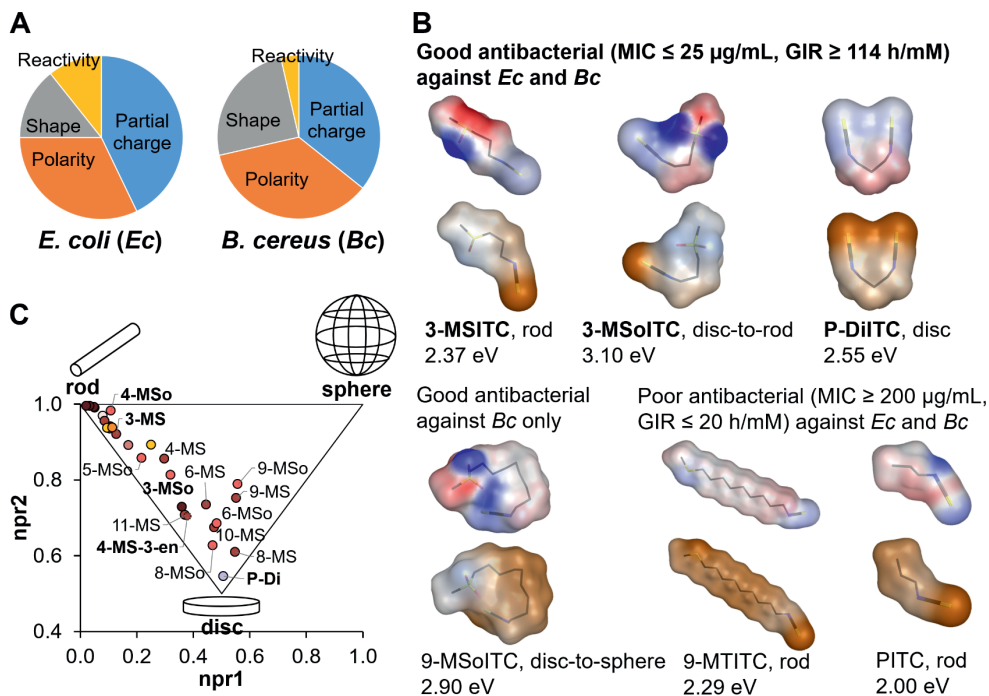 A
Reactivity
Shape
Partial
charge
Polarity
E. coli (Ec)
Reactivity
Shape
Partial
charge
Polarity
B. cereus (Bc)
B
Good antibacterial (MIC ≤ 25 µg/mL, GIR ≥ 114 h/mM)
against Ec and Bc
3-MSITC, rod
2.37 eV
3-MSoITC, disc-to-rod
3.10 eV
P-DiITC, disc
2.55 eV
Good antibacterial
against Bc only
9-MSoITC, disc-to-sphere
2.90 eV
Poor antibacterial (MIC ≥ 200 µg/mL,
GIR ≤ 20 h/mM) against Ec and Bc
9-MTITC, rod
2.29 eV
PITC, rod
2.00 eV
C
rod
sphere
disc
1.0
0.8
0.6
0.4
npr2
4-MSo
3-MS
4-MS
5-MSo
6-MS
9-MSo
3-MSo
9-MS
11-MS
6-MSo
10-MS
4-MS-3-en
8-MS
8-MSo
P-Di
0.0 0.2 0.4 0.6 0.8 1.0
npr1